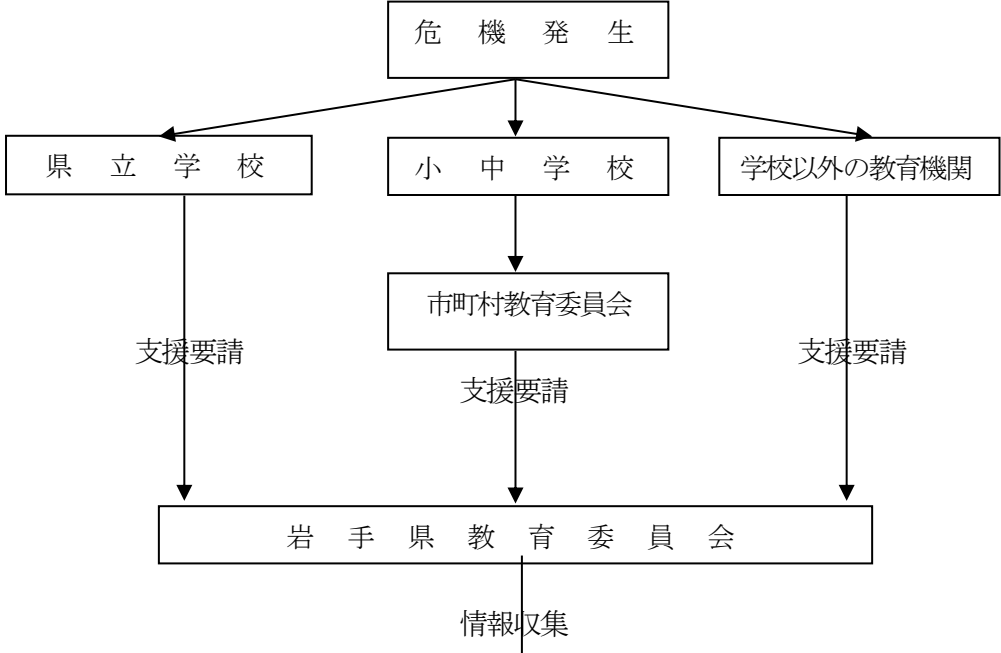 危機発生
県立学校
小中学校
学校以外の教育機関
市町村教育委員会
支援要請
支援要請
支援要請
岩手県教育委員会
情報収集